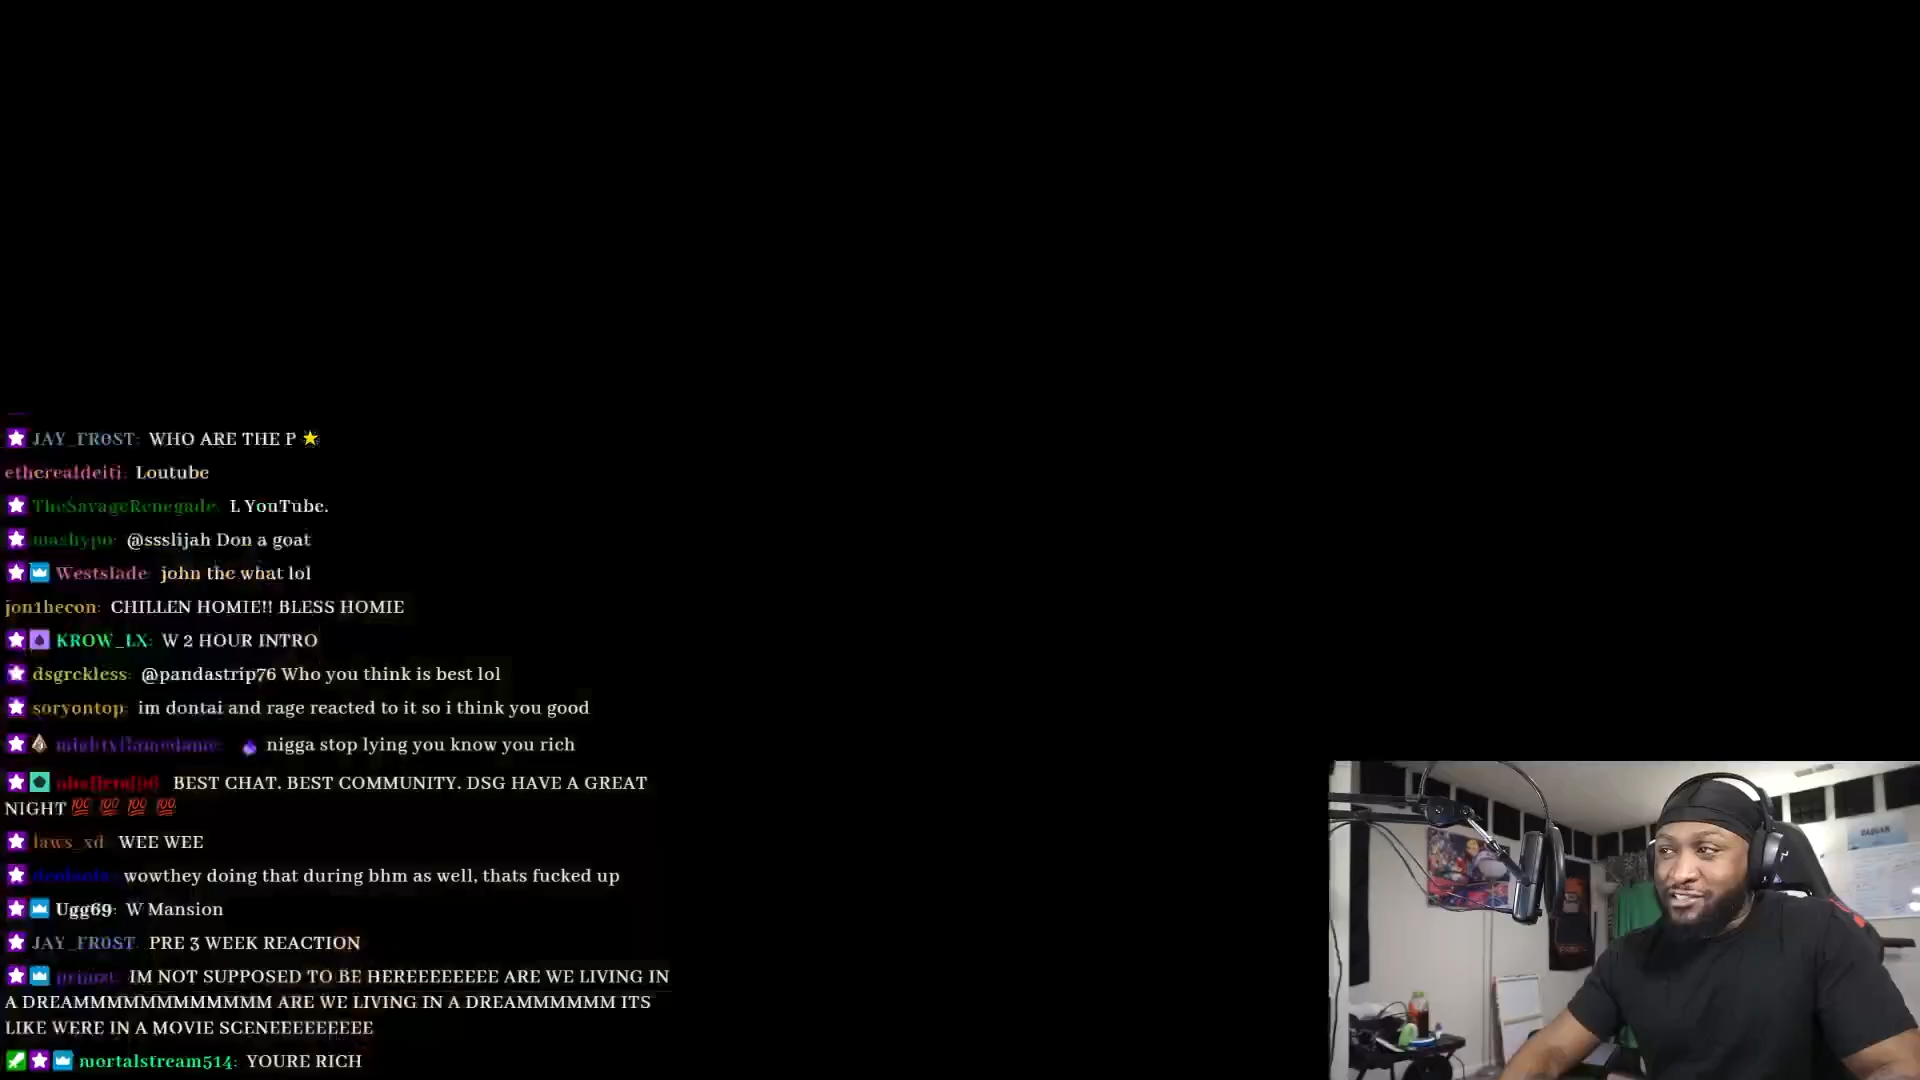 JAY_FR0ST: WHO ARE THE P
etherealdeiti: Loutube
TheSavageRenegade: L YouTube.
mashypo: @ssslijah Don a goat
Westslade john the what lol
jon1hecon: CHILLEN HOMIE!! BLESS HOMIE
KROW_LX: W 2 HOUR INTRO
dsgrckless: @pandastrip76 Who you think is best lol
soryontop: im dontai and rage reacted to it so i think you good
nigga stop lying you know you rich
BEST CHAT. BEST COMMUNITY. DSG HAVE A GREAT
NIGHT 💯 💯 💯 💯
laws_xd WEE WEE
wowthey doing that during bhm as well, thats fucked up
Ugg69: W Mansion
JAY_FR0ST PRE 3 WEEK REACTION
IM NOT SUPPOSED TO BE HEREEEEEEEE ARE WE LIVING IN
A DREAMMMMMMMMMMMM ARE WE LIVING IN A DREAMMMMMM ITS
LIKE WERE IN A MOVIE SCENEEEEEEEEE
mortalstream514: YOURE RICH